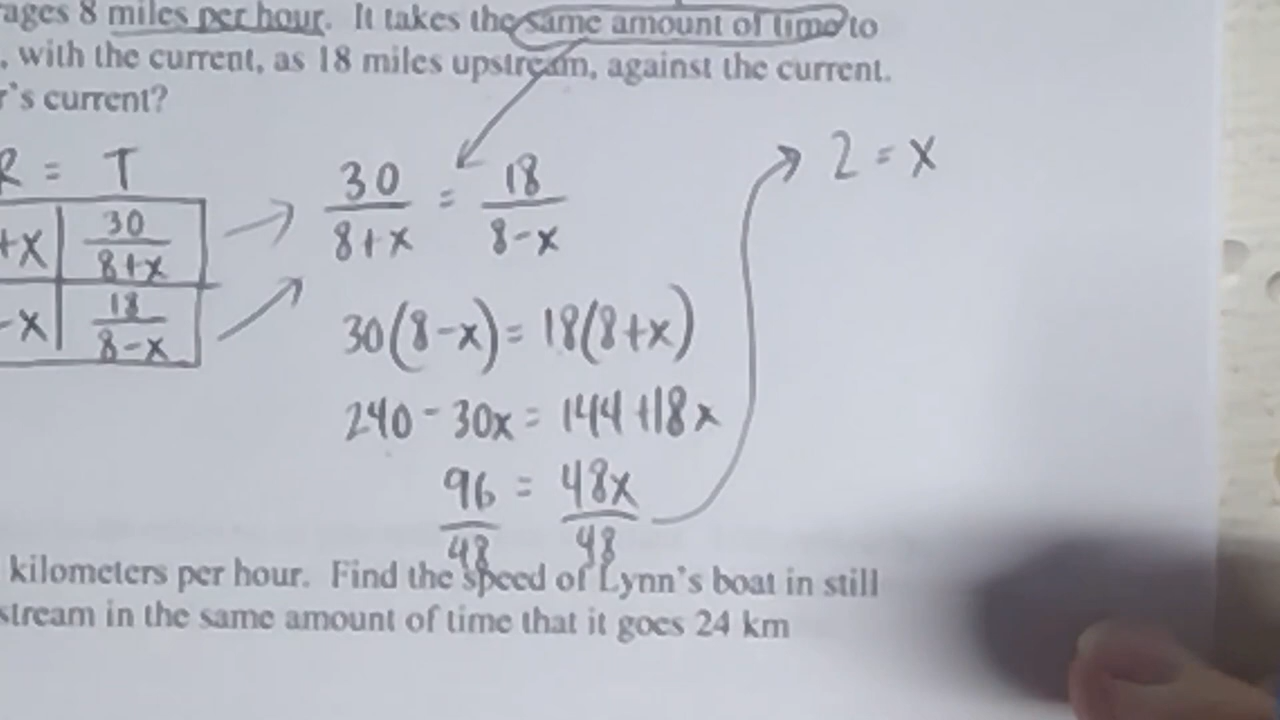 ages 8 miles per hour. It takes the same amount of time to
, with the current, as 18 miles upstream, against the current.
r's current?
R = T
+x | 30/(8+x)
-x | 18/(8-x)
30/(8+x) = 18/(8-x)
30(8-x) = 18(8+x)
240 - 30x = 144 + 18x
96/48 = 48x/48
2 = x
kilometers per hour. Find the speed of Lynn's boat in still
stream in the same amount of time that it goes 24 km